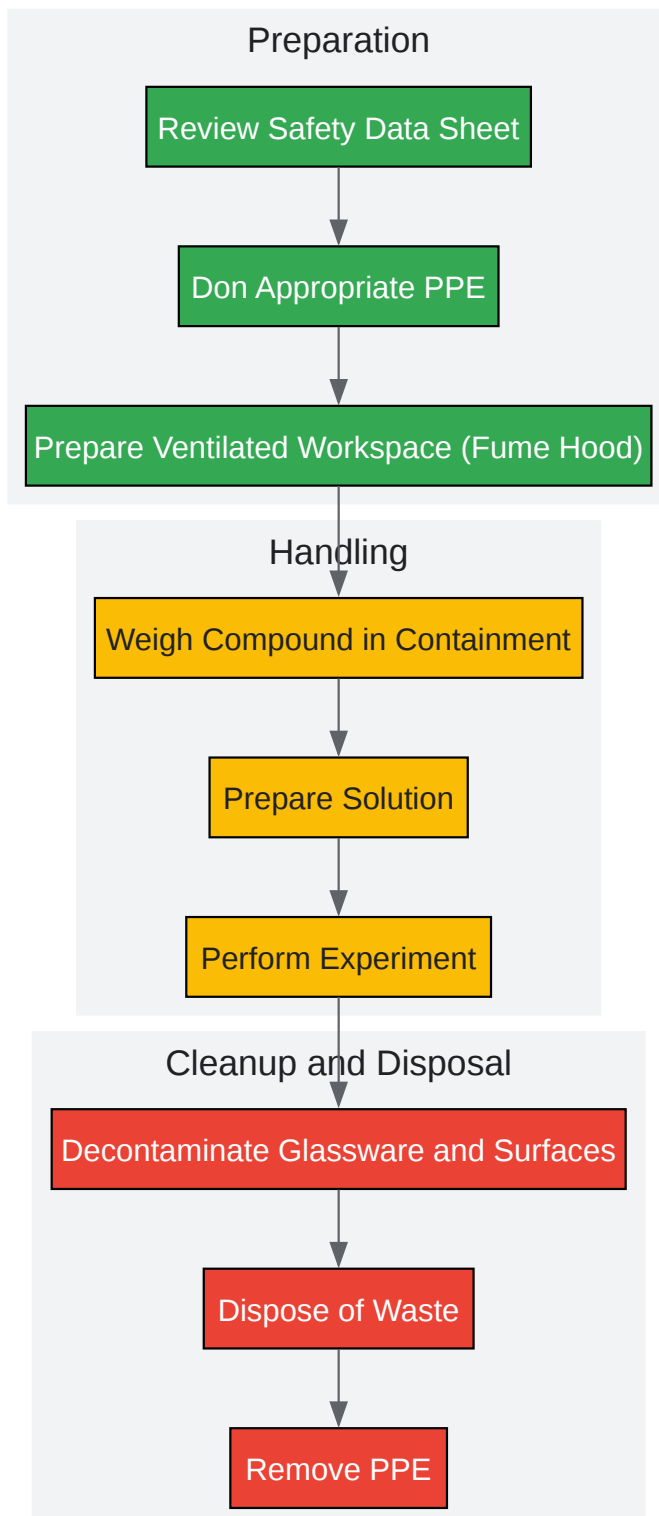 Preparation
Review Safety Data Sheet
Don Appropriate PPE
Prepare Ventilated Workspace (Fume Hood)
Handling
Weigh Compound in Containment
Prepare Solution
Perform Experiment
Cleanup and Disposal
Decontaminate Glassware and Surfaces
Dispose of Waste
Remove PPE